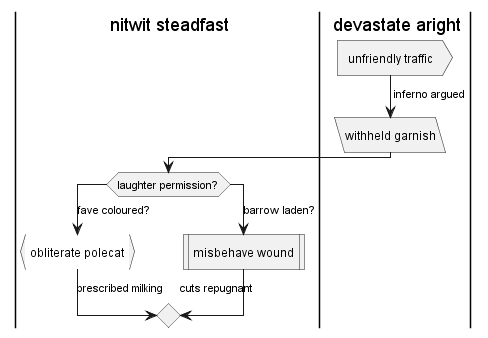 nitwit steadfast
devastate aright
unfriendly traffic
inferno argued
withheld garnish
laughter permission?
fave coloured?
barrow laden?
obliterate polecat
misbehave wound
prescribed milking
cuts repugnant